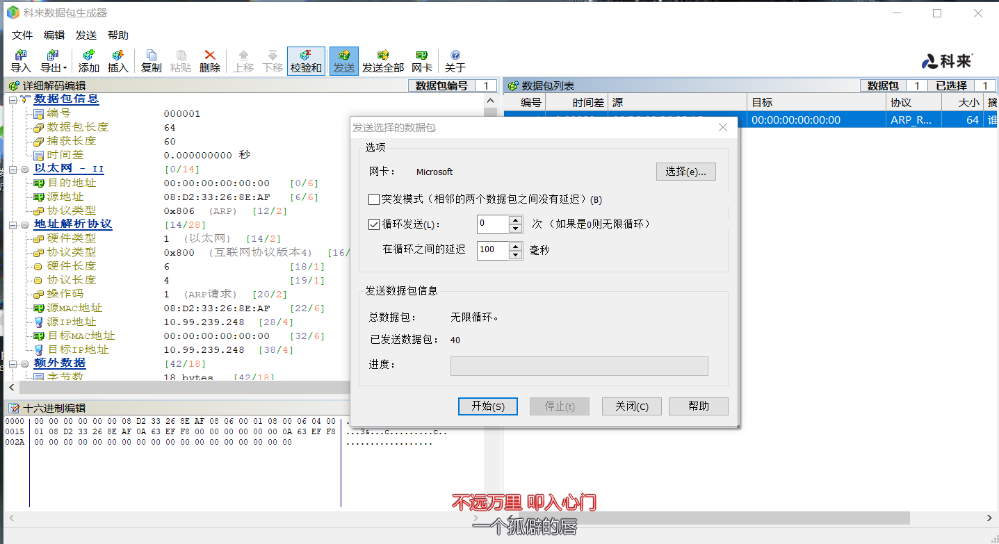 科来数据包生成器
文件 编辑 发送 帮助
导入 导出 添加 插入 复制 粘贴 删除 上移 下移 校验和 发送 发送全部 网卡 关于
科来
详细解码编辑 数据包编号 1
数据包信息
编号 000001
数据包长度 64
捕获长度 60
时间差 0.000000000 秒
以太网 - II [0/14]
目的地址 00:00:00:00:00:00 [0/6]
源地址 08:D2:33:26:8E:AF [6/6]
协议类型 0x806 (ARP) [12/2]
地址解析协议 [14/28]
硬件类型 1 (以太网) [14/2]
协议类型 0x800 (互联网协议版本4) [16/
硬件长度 6 [18/1]
协议长度 4 [19/1]
操作码 1 (ARP请求) [20/2]
源MAC地址 08:D2:33:26:8E:AF [22/6]
源IP地址 10.99.239.248 [28/4]
目标MAC地址 00:00:00:00:00:00 [32/6]
目标IP地址 10.99.239.248 [38/4]
额外数据 [42/18]
字节数 18 bytes [42/18]
十六进制编辑
0000 00 00 00 00 00 00 08 D2 33 26 8E AF 08 06 00 01 08 00 06 04 00
0015 01 08 D2 33 26 8E AF 0A 63 EF F8 00 00 00 00 00 00 0A 63 EF F8 ...3&...c.........c..
002A 00 00 00 00 00 00 00 00 00 00 00 00 00 00 00 00 00 00 ..................
数据包列表 数据包 1 已选择 1
编号 时间差 源 目标 协议 大小 摘
00:00:00:00:00:00 ARP_R... 64 谁
发送选择的数据包
选项
网卡： Microsoft 选择(e)...
突发模式（相邻的两个数据包之间没有延迟）(B)
循环发送(L)： 0 次 （如果是0则无限循环）
在循环之间的延迟 100 毫秒
发送数据包信息
总数据包： 无限循环。
已发送数据包： 40
进度：
开始(S) 停止(t) 关闭(C) 帮助
不远万里 叩入心门
一个孤僻的唇